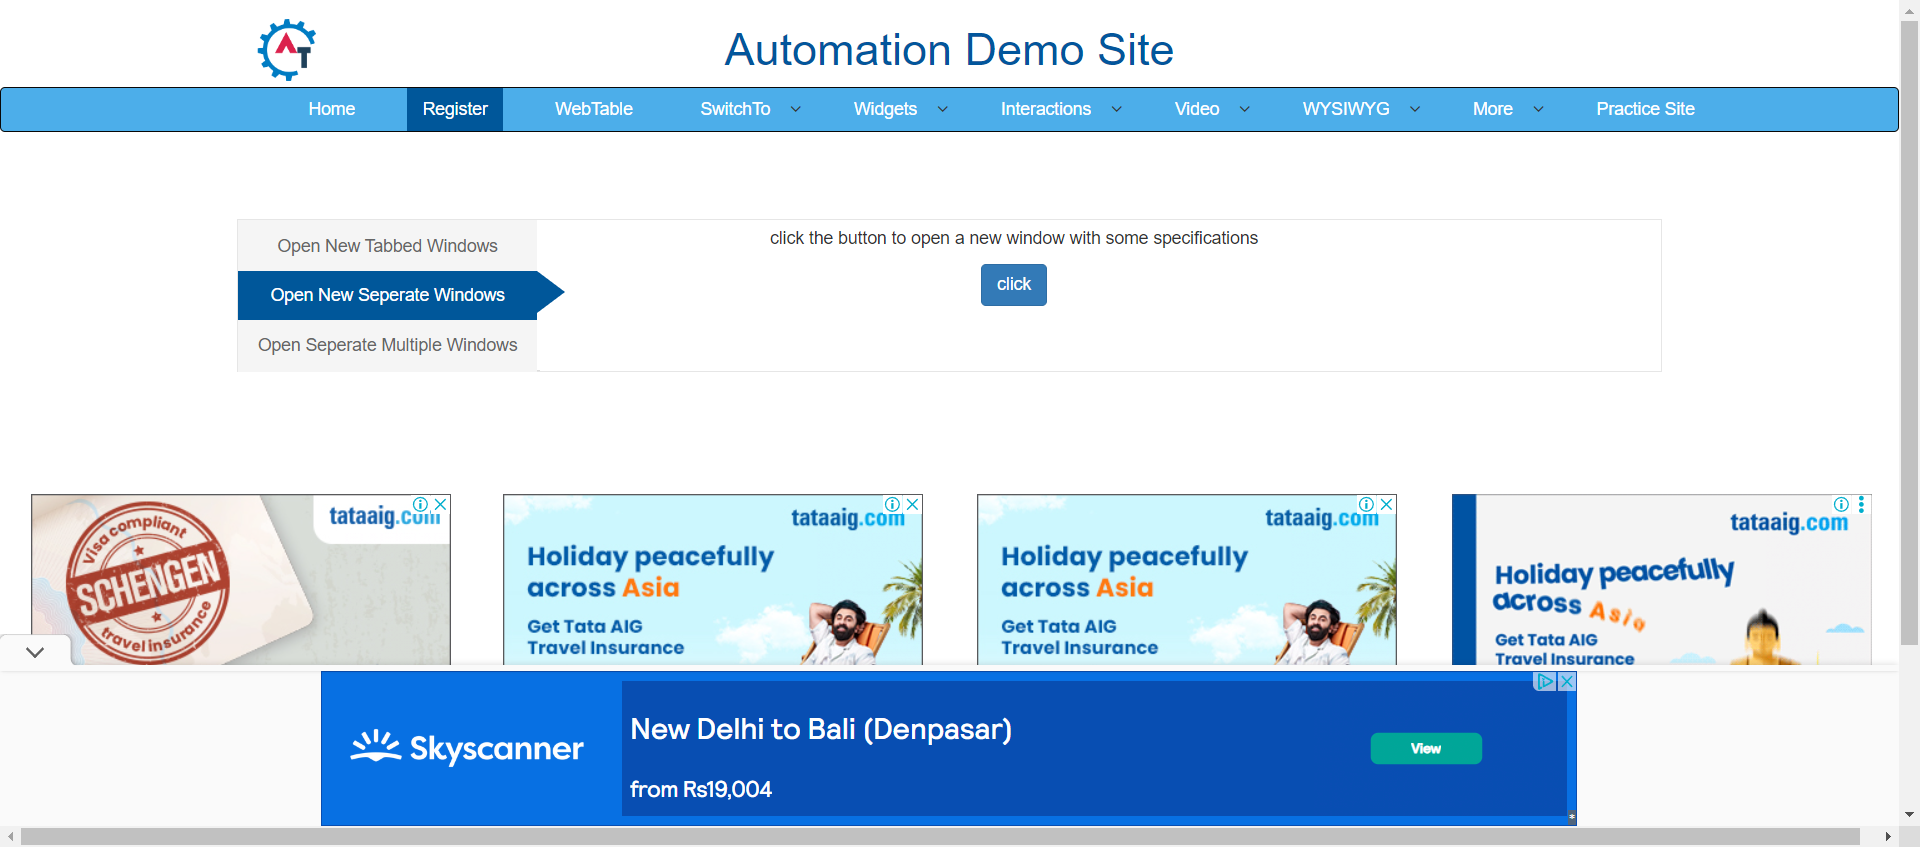 AT
Automation Demo Site
Home Register WebTable SwitchTo Widgets Interactions Video WYSIWYG More Practice Site
Open New Tabbed Windows
Open New Seperate Windows
Open Seperate Multiple Windows
click the button to open a new window with some specifications
click
Visa compliant
SCHENGEN
travel insurance
tataaig.com
tataaig.com
Holiday peacefully
across Asia
Get Tata AIG
Travel Insurance
tataaig.com
Holiday peacefully
across Asia
Get Tata AIG
Travel Insurance
tataaig.com
Holiday peacefully
across Asia
Get Tata AIG
Travel Insurance
Skyscanner
New Delhi to Bali (Denpasar)
from Rs19,004
View